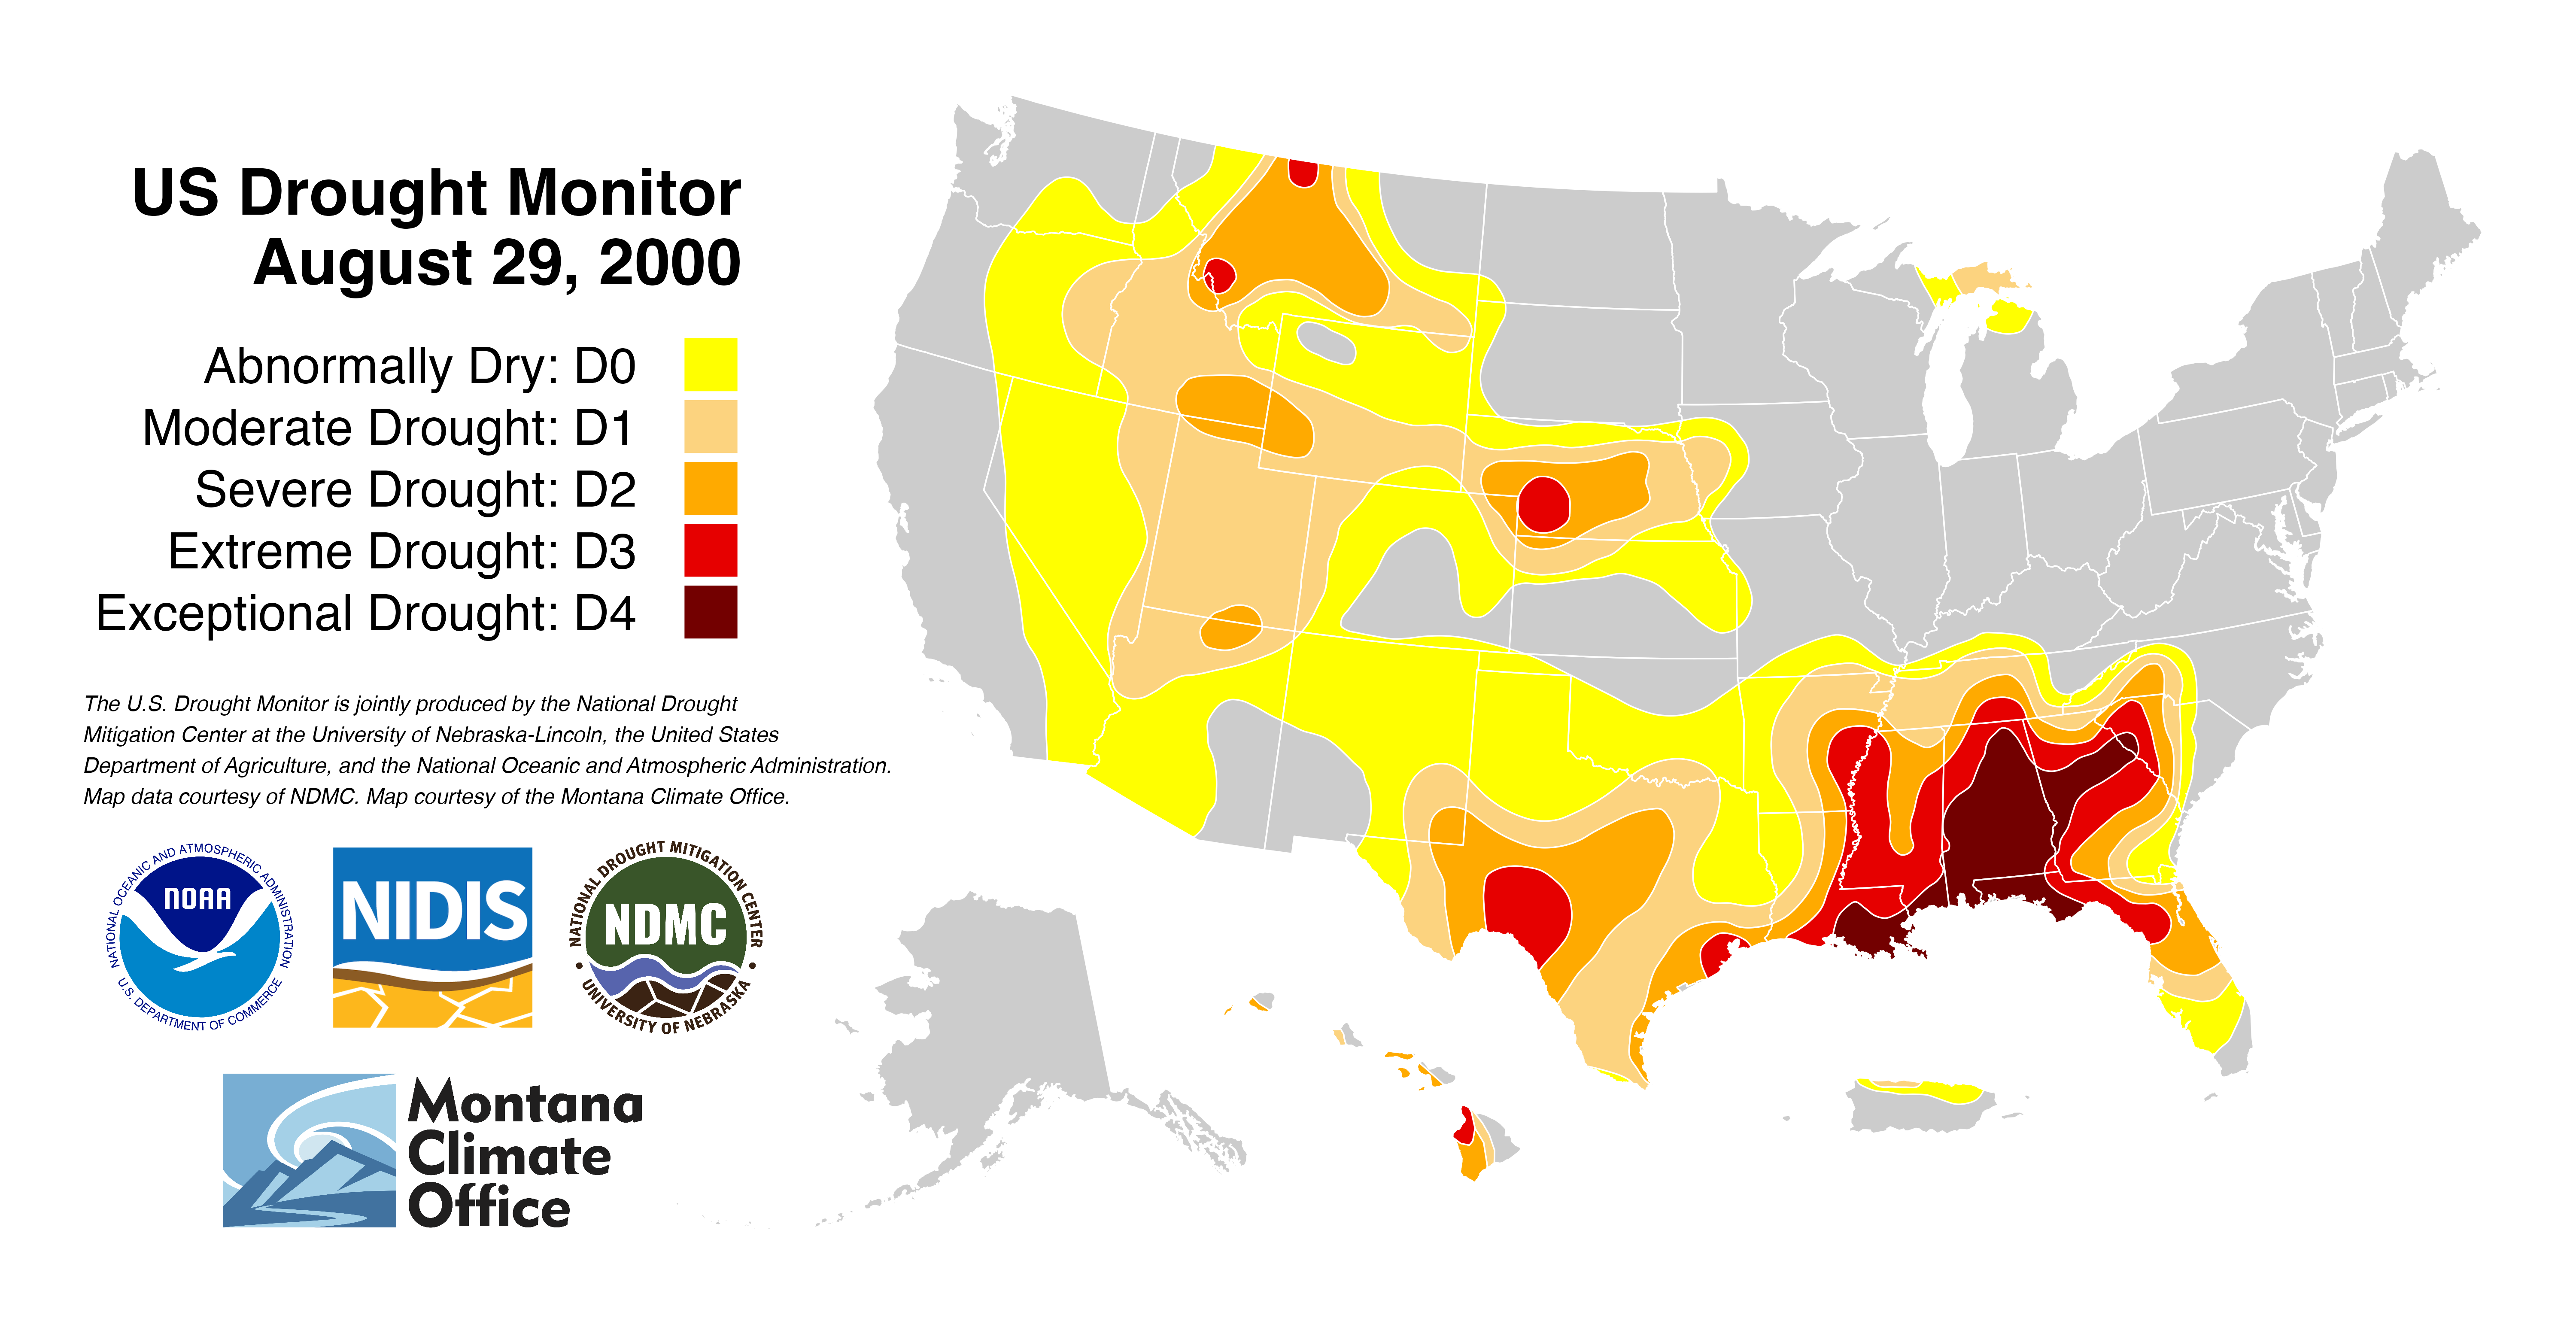 US Drought Monitor
August 29, 2000
Abnormally Dry: D0
Moderate Drought: D1
Severe Drought: D2
Extreme Drought: D3
Exceptional Drought: D4
The U.S. Drought Monitor is jointly produced by the National Drought
Mitigation Center at the University of Nebraska-Lincoln, the United States
Department of Agriculture, and the National Oceanic and Atmospheric Administration.
Map data courtesy of NDMC. Map courtesy of the Montana Climate Office.
NATIONAL OCEANIC AND ATMOSPHERIC ADMINISTRATION
NOAA
U.S. DEPARTMENT OF COMMERCE
NIDIS
NATIONAL DROUGHT MITIGATION CENTER
NDMC
UNIVERSITY OF NEBRASKA
Montana
Climate
Office